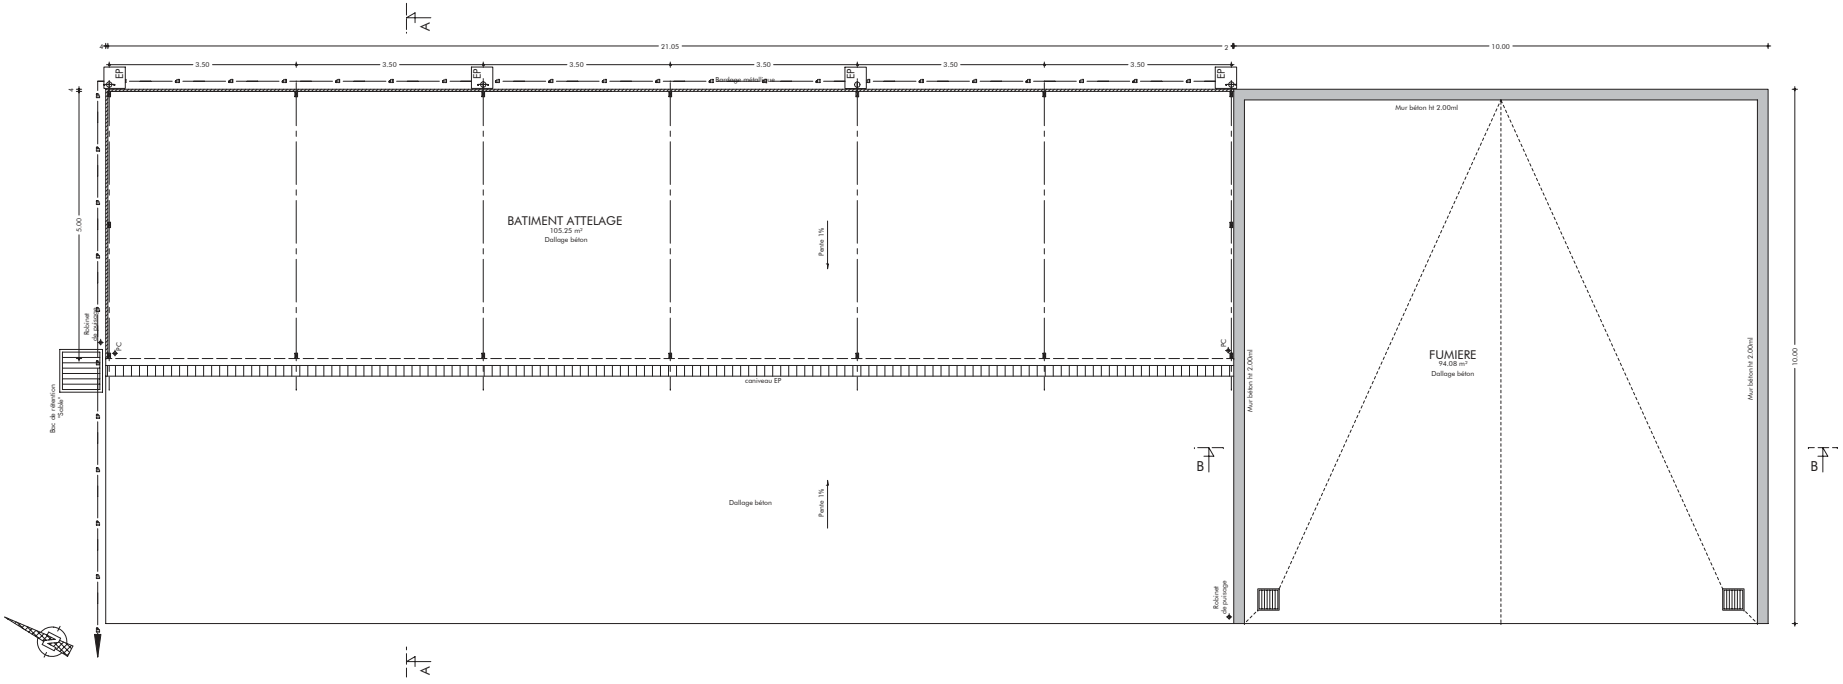 A
4
21.05
2
10.00
3.50
3.50
3.50
3.50
3.50
3.50
EP
EP
EP
EP
Bardage métallique
4
Mur béton ht 2.00ml
5.00
BATIMENT ATTELAGE
105.25 m²
Dallage béton
Pente 1%
Robinet
de puisage
PC
PC
FUMIERE
94.08 m²
Dallage béton
Mur béton ht 2.00ml
Mur béton ht 2.00ml
10.00
caniveau EP
Bac de rétention
"Sable"
B
B
Dallage béton
Pente 1%
Robinet
de puisage
N
A